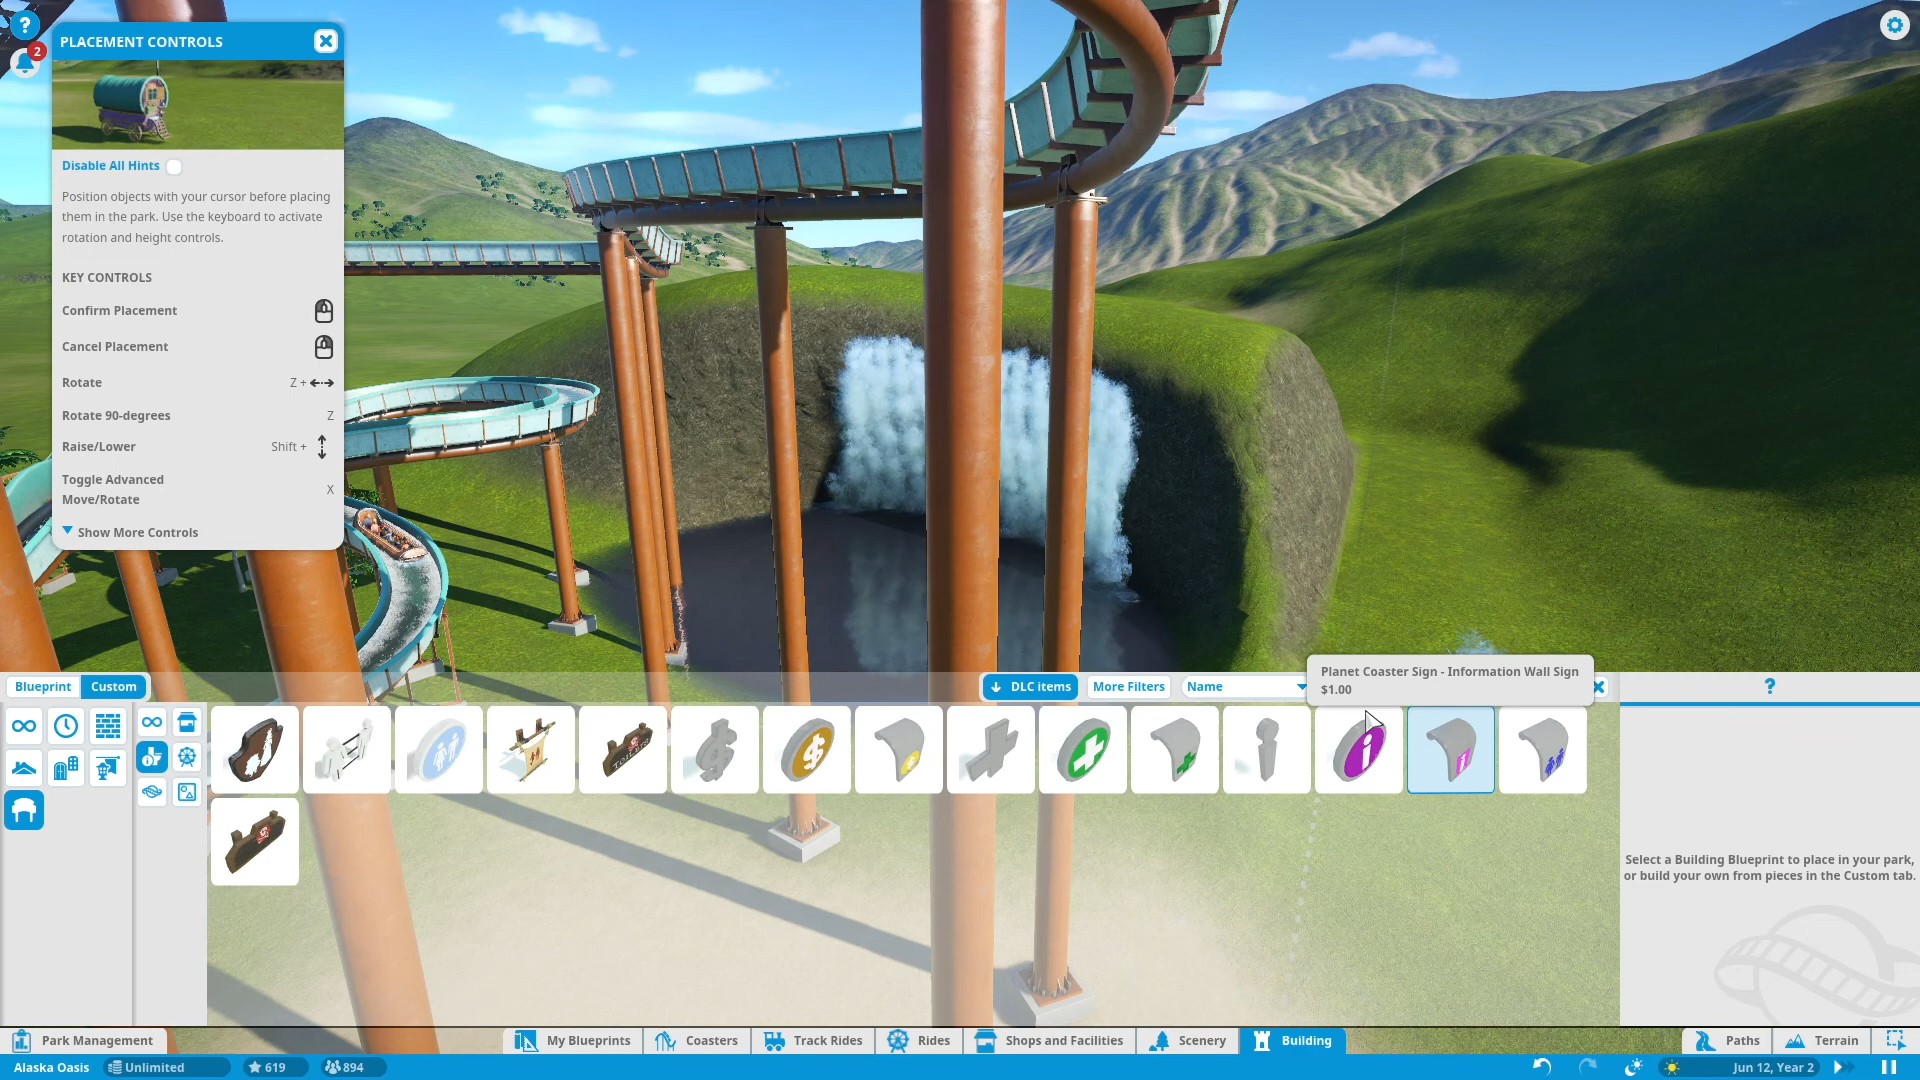 ?
2
PLACEMENT CONTROLS
Disable All Hints
Position objects with your cursor before placing
them in the park. Use the keyboard to activate
rotation and height controls.
KEY CONTROLS
Confirm Placement
Cancel Placement
Rotate Z +
Rotate 90-degrees Z
Raise/Lower Shift +
Toggle Advanced
Move/Rotate X
Show More Controls
Blueprint Custom
DLC items More Filters Name
Planet Coaster Sign - Information Wall Sign
$1.00
?
TOILETS
Select a Building Blueprint to place in your park,
or build your own from pieces in the Custom tab.
Park Management My Blueprints Coasters Track Rides Rides Shops and Facilities Scenery Building Paths Terrain
Alaska Oasis Unlimited 619 894 Jun 12, Year 2